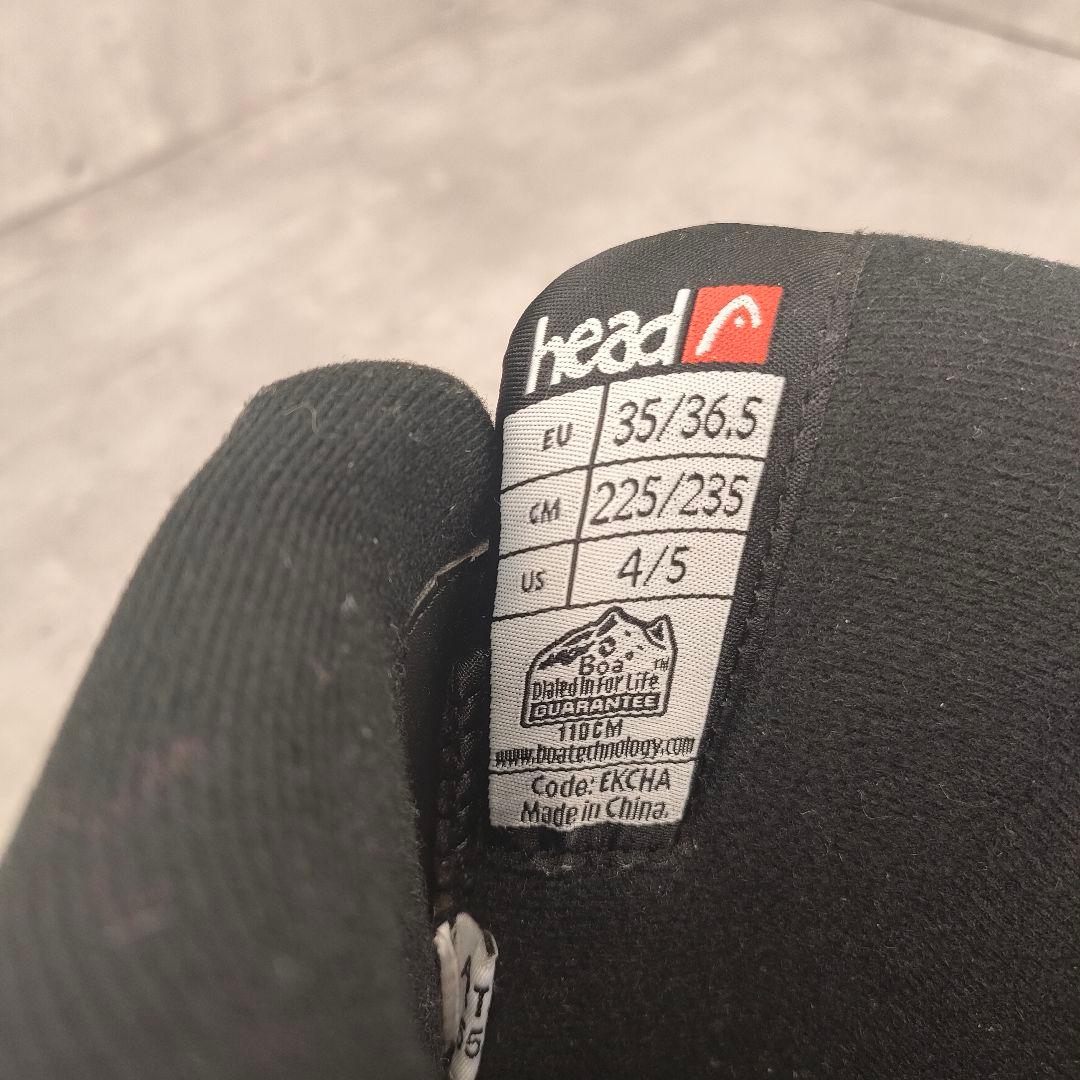 head
EU 35/36.5
CM 225/235
US 4/5
Boa™
Dialed In For Life
GUARANTEE
110CM
www.boatechnology.com
Code: EKCHA
Made in China.